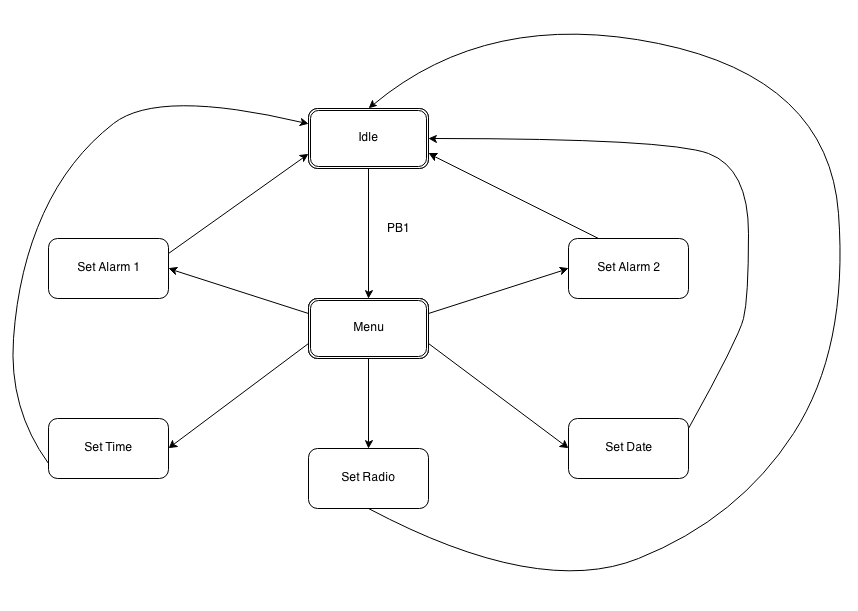 Idle
PB1
Set Alarm 1
Set Alarm 2
Menu
Set Time
Set Radio
Set Date